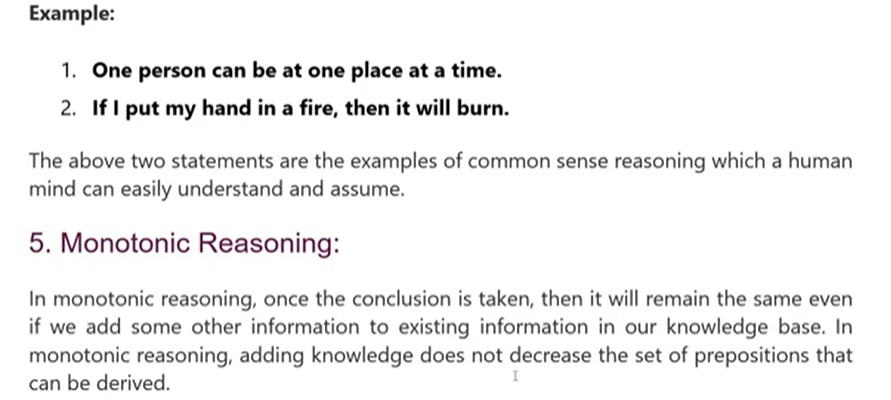 Example:
1. One person can be at one place at a time.
2. If I put my hand in a fire, then it will burn.
The above two statements are the examples of common sense reasoning which a human
mind can easily understand and assume.
5. Monotonic Reasoning:
In monotonic reasoning, once the conclusion is taken, then it will remain the same even
if we add some other information to existing information in our knowledge base. In
monotonic reasoning, adding knowledge does not decrease the set of prepositions that
can be derived.